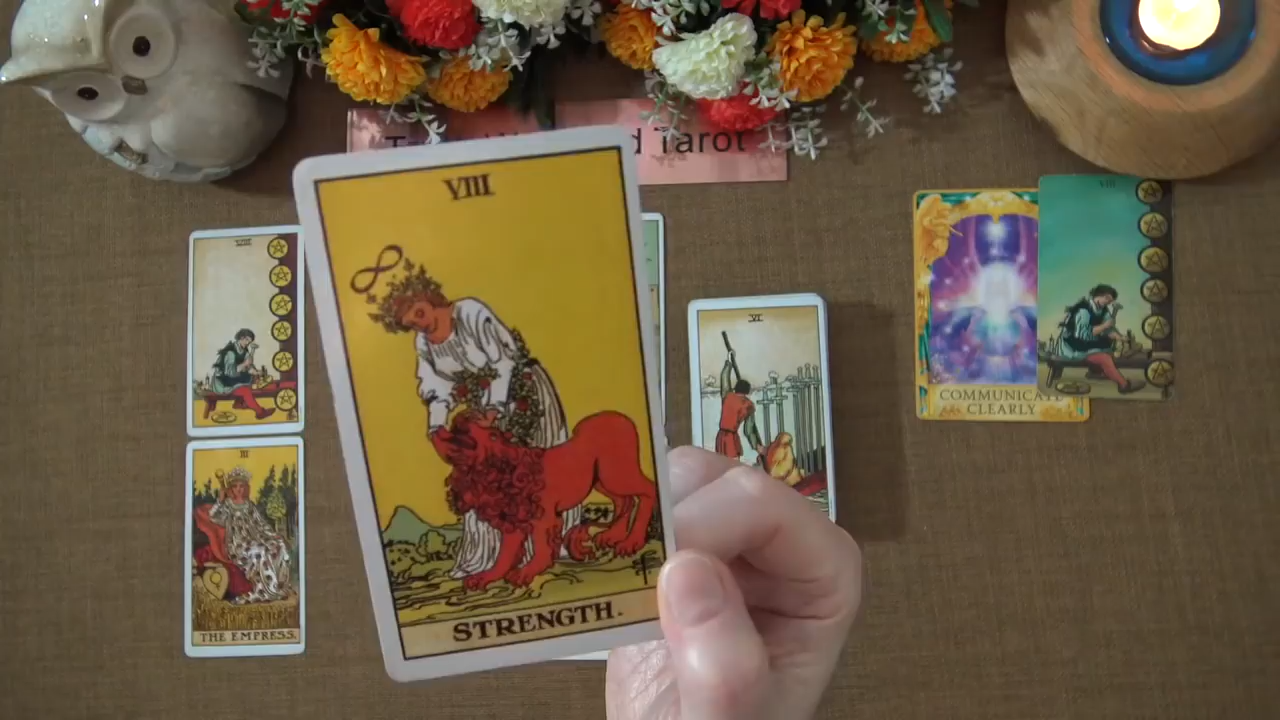 d Tarot
VIII
STRENGTH.
VIII
III
THE EMPRESS.
VI
VIII
COMMUNICATE
CLEARLY